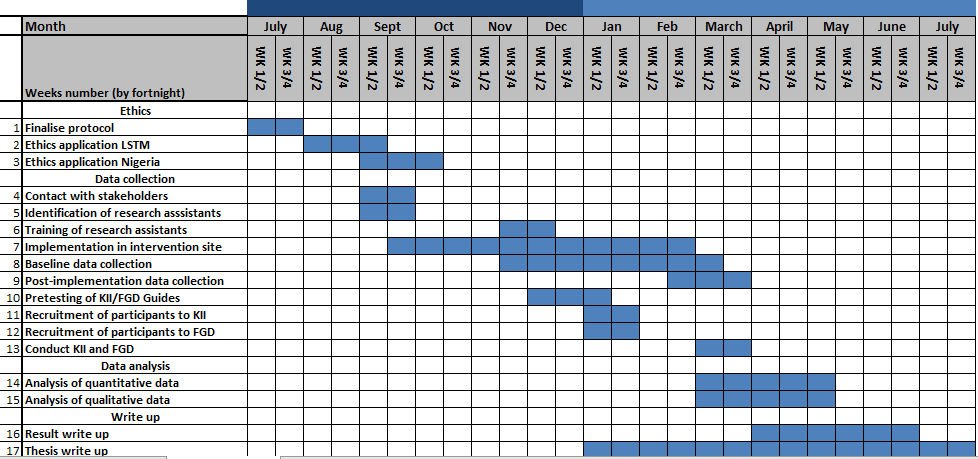 Month July Aug Sept Oct Nov Dec Jan Feb March April May June July
Weeks number (by fortnight) WK 1/2 WK 3/4 WK 1/2 WK 3/4 WK 1/2 WK 3/4 WK 1/2 WK 3/4 WK 1/2 WK 3/4 WK 1/2 WK 3/4 WK 1/2 WK 3/4 WK 1/2 WK 3/4 WK 1/2 WK 3/4 WK 1/2 WK 3/4 WK 1/2 WK 3/4 WK 1/2 WK 3/4 WK 1/2 WK 3/4
Ethics
1 Finalise protocol
2 Ethics application LSTM
3 Ethics application Nigeria
Data collection
4 Contact with stakeholders
5 Identification of research asssistants
6 Training of research assistants
7 Implementation in intervention site
8 Baseline data collection
9 Post-implementation data collection
10 Pretesting of KII/FGD Guides
11 Recruitment of participants to KII
12 Recruitment of participants to FGD
13 Conduct KII and FGD
Data analysis
14 Analysis of quantitative data
15 Analysis of qualitative data
Write up
16 Result write up
17 Thesis write up